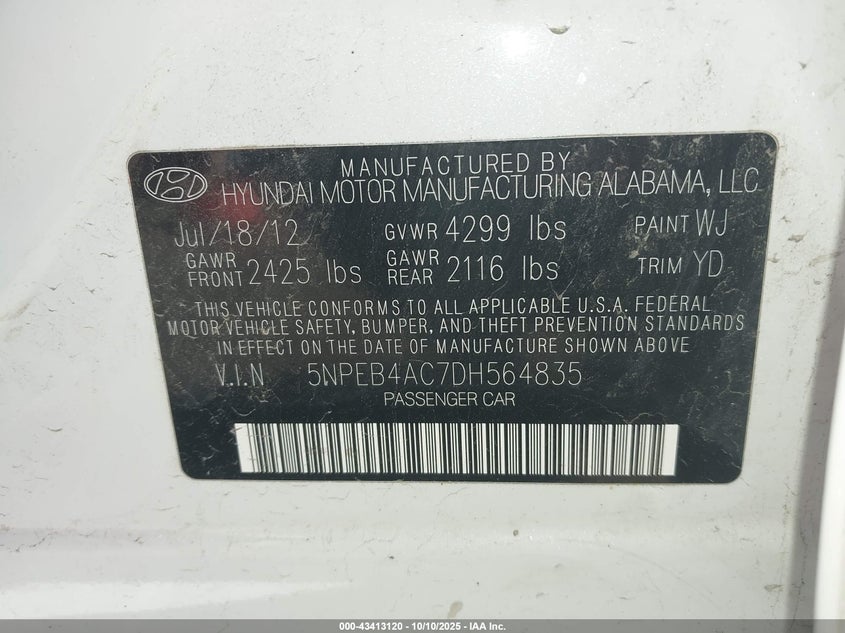 MANUFACTURED BY
HYUNDAI MOTOR MANUFACTURING ALABAMA, LLC
Jul/18/12 GVWR 4299 lbs PAINT WJ
GAWR FRONT 2425 lbs GAWR REAR 2116 lbs TRIM YD
THIS VEHICLE CONFORMS TO ALL APPLICABLE U.S.A. FEDERAL
MOTOR VEHICLE SAFETY, BUMPER, AND THEFT PREVENTION STANDARDS
IN EFFECT ON THE DATE OF MANUFACTURE SHOWN ABOVE
V.I.N 5NPEB4AC7DH564835
PASSENGER CAR
000-43413120 - 10/10/2025 - IAA Inc.